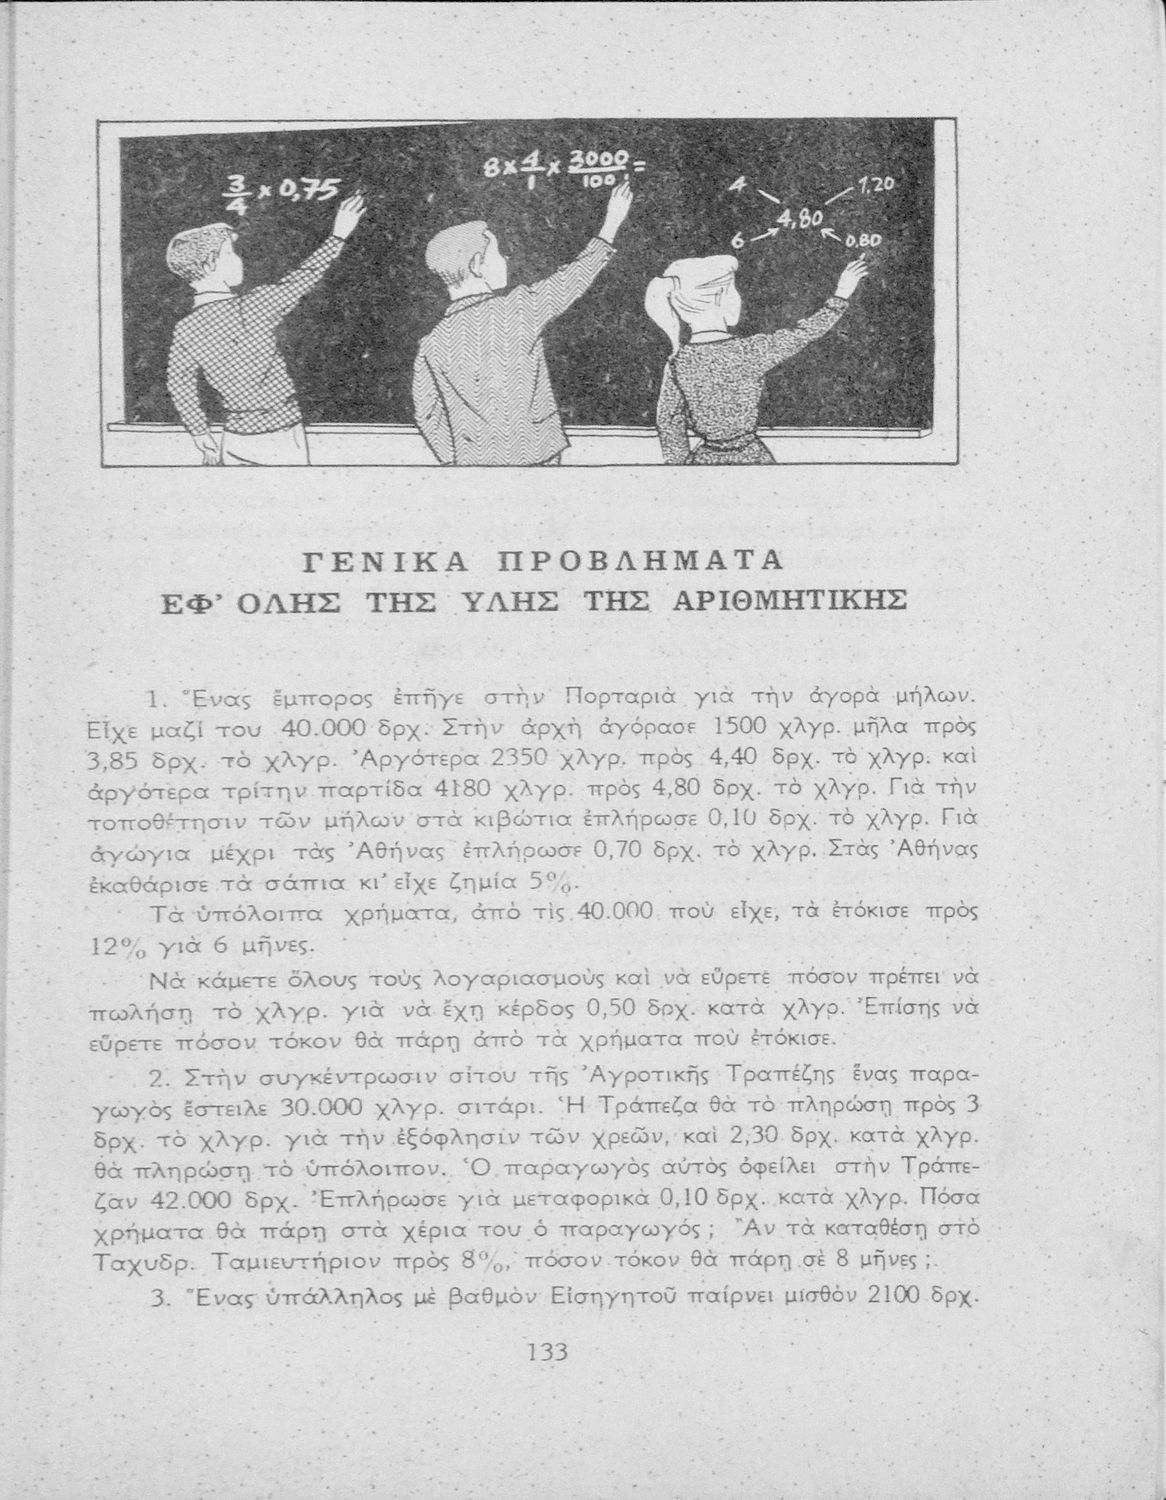 3/4 × 0,75
8 × 4/1 × 3000/100 =
4 1,20
4,80
6 0,80
ΓΕΝΙΚΑ ΠΡΟΒΛΗΜΑΤΑ
ΕΦ’ ΟΛΗΣ ΤΗΣ ΥΛΗΣ ΤΗΣ ΑΡΙΘΜΗΤΙΚΗΣ
1. Ἕνας ἔμπορος ἐπῆγε στὴν Πορταριὰ γιὰ τὴν ἀγορὰ μήλων.
Εἶχε μαζί του 40.000 δρχ. Στὴν ἀρχὴ ἀγόρασε 1500 χλγρ. μῆλα πρὸς
3,85 δρχ. τὸ χλγρ. Ἀργότερα 2350 χλγρ. πρὸς 4,40 δρχ. τὸ χλγρ. καὶ
ἀργότερα τρίτην παρτίδα 4180 χλγρ. πρὸς 4,80 δρχ. τὸ χλγρ. Γιὰ τὴν
τοποθέτησιν τῶν μήλων στὰ κιβώτια ἐπλήρωσε 0,10 δρχ. τὸ χλγρ. Γιὰ
ἀγώγια μέχρι τὰς Ἀθήνας ἐπλήρωσε 0,70 δρχ. τὸ χλγρ. Στὰς Ἀθήνας
ἐκαθάρισε τὰ σάπια κι’ εἶχε ζημία 5%.
Τὰ ὑπόλοιπα χρήματα, ἀπὸ τὶς 40.000 ποὺ εἶχε, τὰ ἐτόκισε πρὸς
12% γιὰ 6 μῆνες.
Νὰ κάμετε ὅλους τοὺς λογαριασμοὺς καὶ νὰ εὕρετε πόσον πρέπει νὰ
πωλήσῃ τὸ χλγρ. γιὰ νὰ ἔχῃ κέρδος 0,50 δρχ. κατὰ χλγρ. Ἐπίσης νὰ
εὕρετε πόσον τόκον θὰ πάρῃ ἀπὸ τὰ χρήματα ποὺ ἐτόκισε.
2. Στὴν συγκέντρωσιν σίτου τῆς Ἀγροτικῆς Τραπέζης ἕνας παρα-
γωγὸς ἔστειλε 30.000 χλγρ. σιτάρι. Ἡ Τράπεζα θὰ τὸ πληρώσῃ πρὸς 3
δρχ. τὸ χλγρ. γιὰ τὴν ἐξόφλησιν τῶν χρεῶν, καὶ 2,30 δρχ. κατὰ χλγρ.
θὰ πληρώσῃ τὸ ὑπόλοιπον. Ὁ παραγωγὸς αὐτὸς ὀφείλει στὴν Τράπε-
ζαν 42.000 δρχ. Ἐπλήρωσε γιὰ μεταφορικὰ 0,10 δρχ. κατὰ χλγρ. Πόσα
χρήματα θὰ πάρῃ στὰ χέρια του ὁ παραγωγός ; Ἂν τὰ καταθέσῃ στὸ
Ταχυδρ. Ταμιευτήριον πρὸς 8%, πόσον τόκον θὰ πάρῃ σὲ 8 μῆνες ;
3. Ἕνας ὑπάλληλος μὲ βαθμὸν Εἰσηγητοῦ παίρνει μισθὸν 2100 δρχ.
133